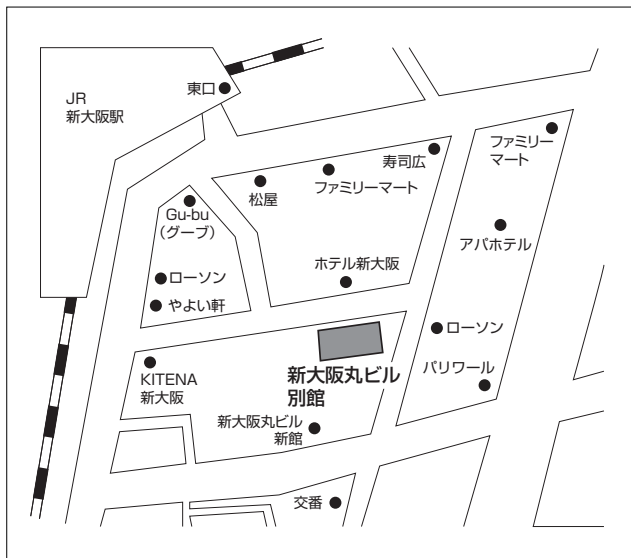 東口
JR
新大阪駅
ファミリー
マート
寿司広
ファミリーマート
松屋
Gu-bu
(グーブ)
アパホテル
ホテル新大阪
ローソン
やよい軒
ローソン
KITENA
新大阪
新大阪丸ビル
別館
パリワール
新大阪丸ビル
新館
交番